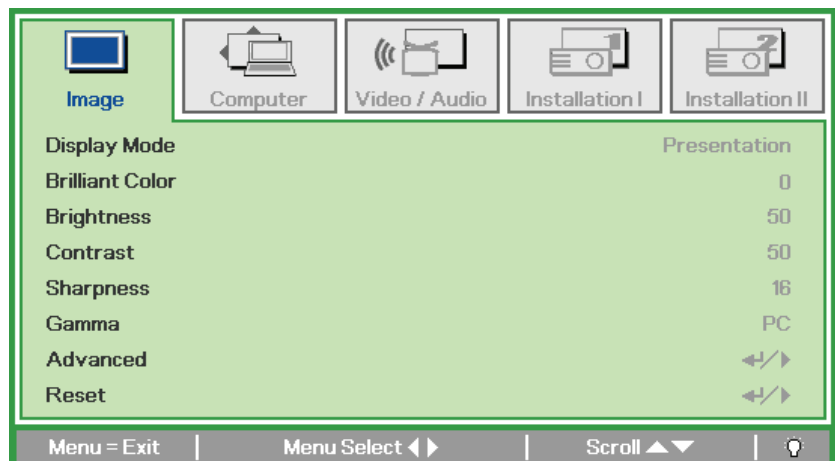 Image Computer Video / Audio Installation I Installation II
Display Mode Presentation
Brilliant Color 0
Brightness 50
Contrast 50
Sharpness 16
Gamma PC
Advanced
Reset
Menu = Exit Menu Select Scroll